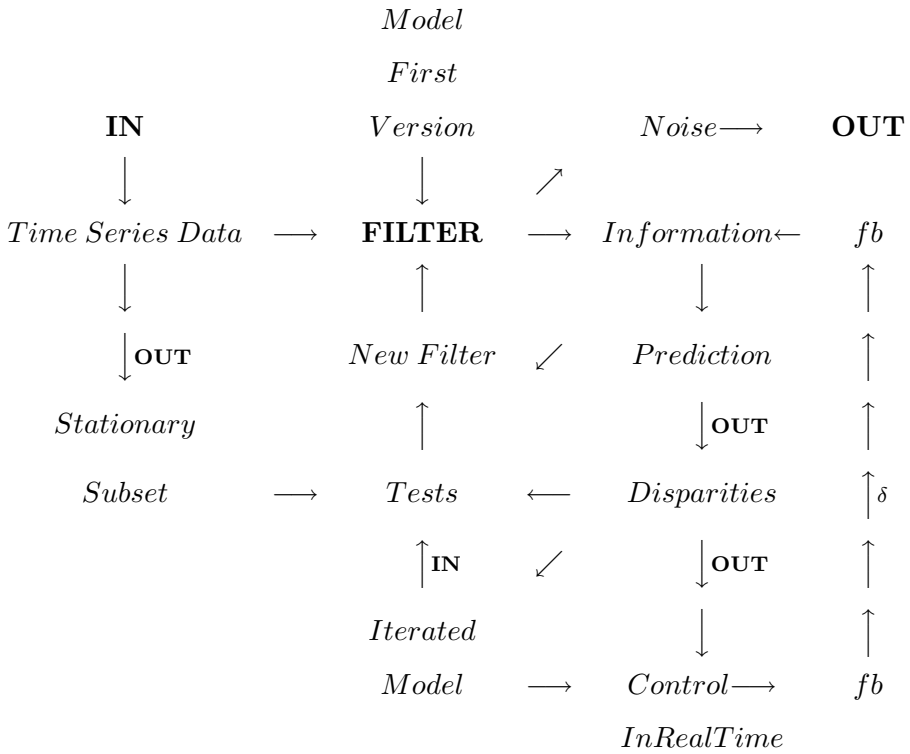 Model
First
IN Version Noise⟶ OUT
↓ ↓ ↗
Time Series Data ⟶ FILTER ⟶ Information← fb
↓ ↑ ↓ ↑
↓ OUT New Filter ↙ Prediction ↑
Stationary ↑ ↓ OUT ↑
Subset ⟶ Tests ⟵ Disparities ↑ δ
↑ IN ↙ ↓ OUT ↑
Iterated ↓ ↑
Model ⟶ Control⟶ fb
InRealTime